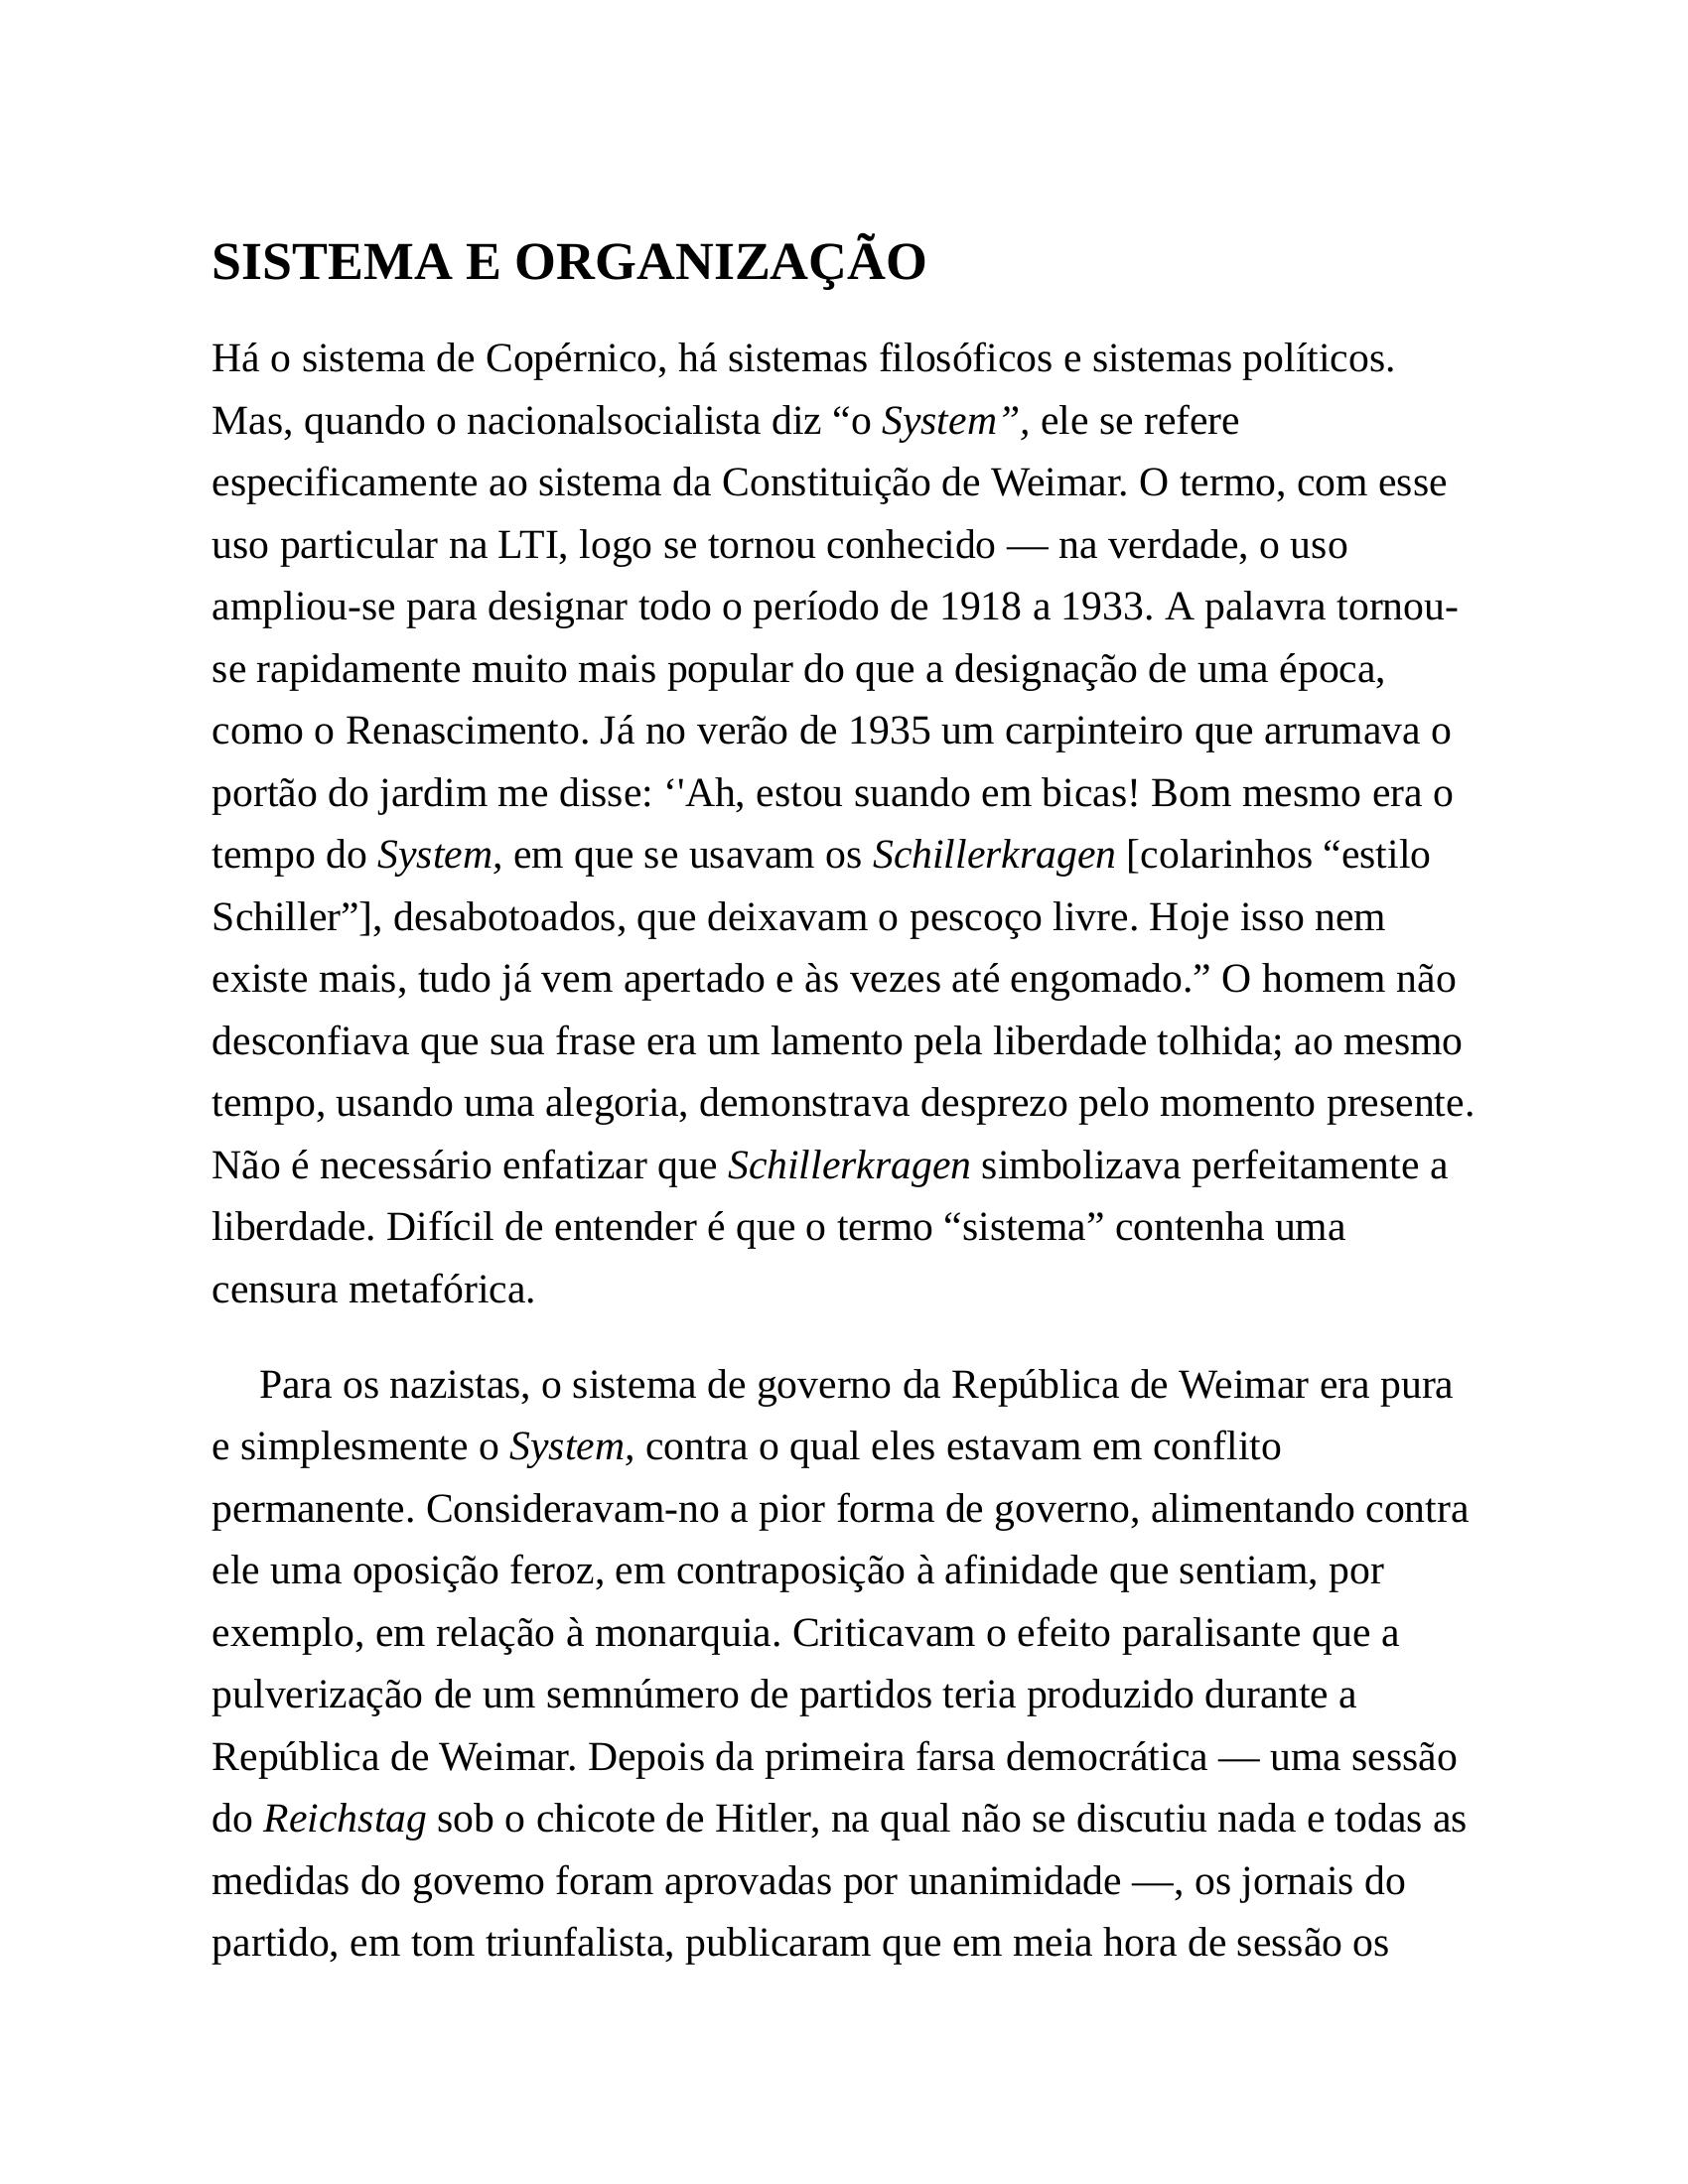 SISTEMA E ORGANIZAÇÃO
Há o sistema de Copérnico, há sistemas filosóficos e sistemas políticos.
Mas, quando o nacionalsocialista diz “o System”, ele se refere
especificamente ao sistema da Constituição de Weimar. O termo, com esse
uso particular na LTI, logo se tornou conhecido — na verdade, o uso
ampliou-se para designar todo o período de 1918 a 1933. A palavra tornou-
se rapidamente muito mais popular do que a designação de uma época,
como o Renascimento. Já no verão de 1935 um carpinteiro que arrumava o
portão do jardim me disse: ‘'Ah, estou suando em bicas! Bom mesmo era o
tempo do System, em que se usavam os Schillerkragen [colarinhos “estilo
Schiller”], desabotoados, que deixavam o pescoço livre. Hoje isso nem
existe mais, tudo já vem apertado e às vezes até engomado.” O homem não
desconfiava que sua frase era um lamento pela liberdade tolhida; ao mesmo
tempo, usando uma alegoria, demonstrava desprezo pelo momento presente.
Não é necessário enfatizar que Schillerkragen simbolizava perfeitamente a
liberdade. Difícil de entender é que o termo “sistema” contenha uma
censura metafórica.
Para os nazistas, o sistema de governo da República de Weimar era pura
e simplesmente o System, contra o qual eles estavam em conflito
permanente. Consideravam-no a pior forma de governo, alimentando contra
ele uma oposição feroz, em contraposição à afinidade que sentiam, por
exemplo, em relação à monarquia. Criticavam o efeito paralisante que a
pulverização de um semnúmero de partidos teria produzido durante a
República de Weimar. Depois da primeira farsa democrática — uma sessão
do Reichstag sob o chicote de Hitler, na qual não se discutiu nada e todas as
medidas do govemo foram aprovadas por unanimidade —, os jornais do
partido, em tom triunfalista, publicaram que em meia hora de sessão os